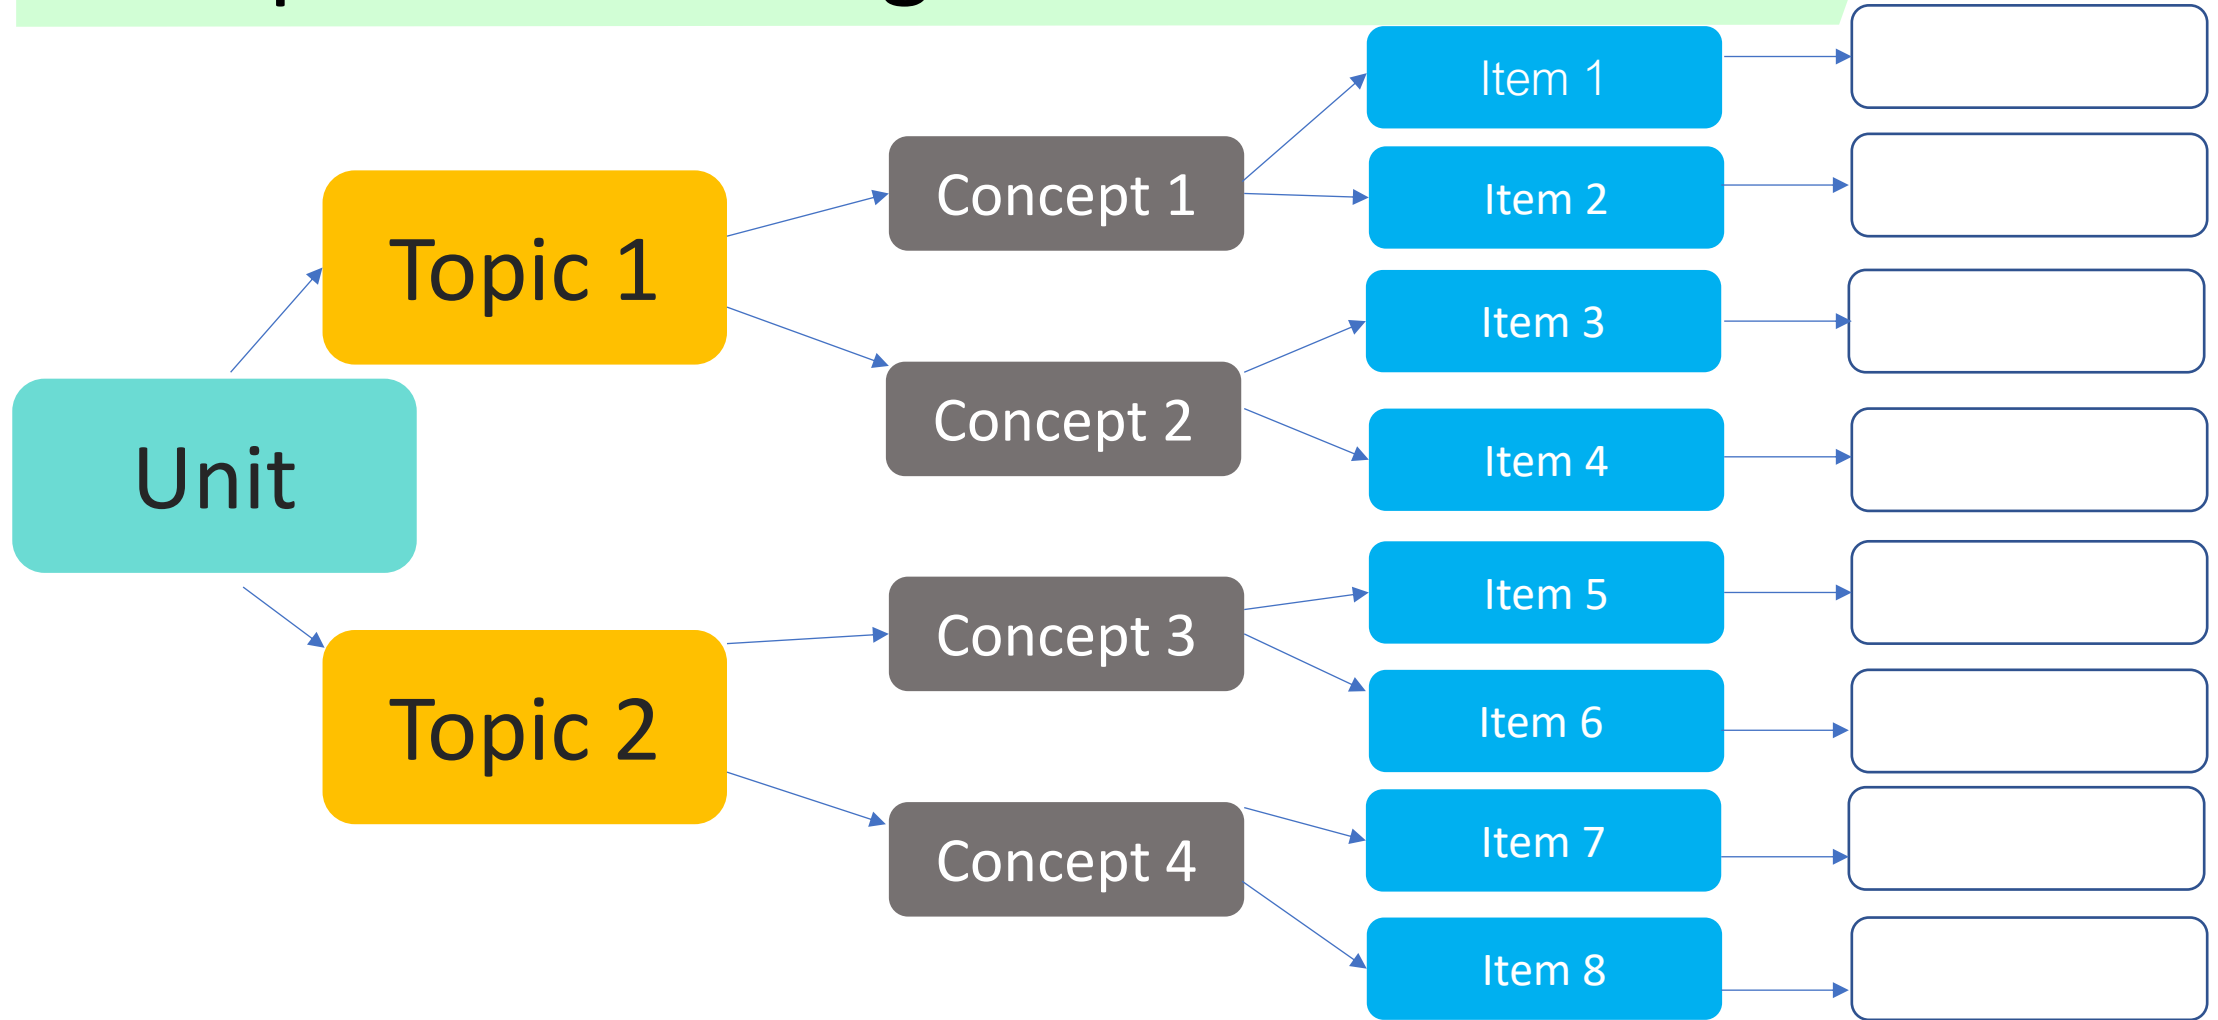 Unit
Topic 1
Topic 2
Concept 1
Concept 2
Concept 3
Concept 4
Item 1
Item 2
Item 3
Item 4
Item 5
Item 6
Item 7
Item 8